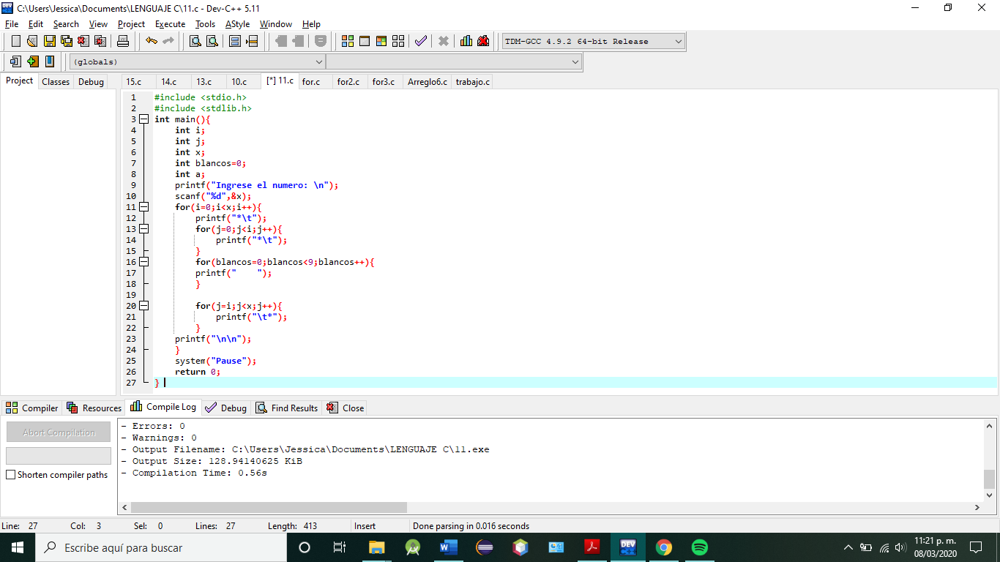 C:\Users\Jessica\Documents\LENGUAJE C\11.c - Dev-C++ 5.11
File Edit Search View Project Execute Tools AStyle Window Help
TDM-GCC 4.9.2 64-bit Release
(globals)
Project Classes Debug 15.c 14.c 13.c 10.c [*] 11.c for.c for2.c for3.c Arreglo6.c trabajo.c
1 #include <stdio.h>
2 #include <stdlib.h>
3 int main(){
4 int i;
5 int j;
6 int x;
7 int blancos=0;
8 int a;
9 printf("Ingrese el numero: \n");
10 scanf("%d",&x);
11 for(i=0;i<x;i++){
12 printf("*\t");
13 for(j=0;j<i;j++){
14 printf("*\t");
15 }
16 for(blancos=0;blancos<9;blancos++){
17 printf("    ");
18 }
19
20 for(j=i;j<x;j++){
21 printf("\t*");
22 }
23 printf("\n\n");
24 }
25 system("Pause");
26 return 0;
27 }
Compiler Resources Compile Log Debug Find Results Close
Abort Compilation
Shorten compiler paths
- Errors: 0
- Warnings: 0
- Output Filename: C:\Users\Jessica\Documents\LENGUAJE C\11.exe
- Output Size: 128.94140625 KiB
- Compilation Time: 0.56s
Line: 27 Col: 3 Sel: 0 Lines: 27 Length: 413 Insert Done parsing in 0.016 seconds
Escribe aquí para buscar
11:21 p. m.
08/03/2020